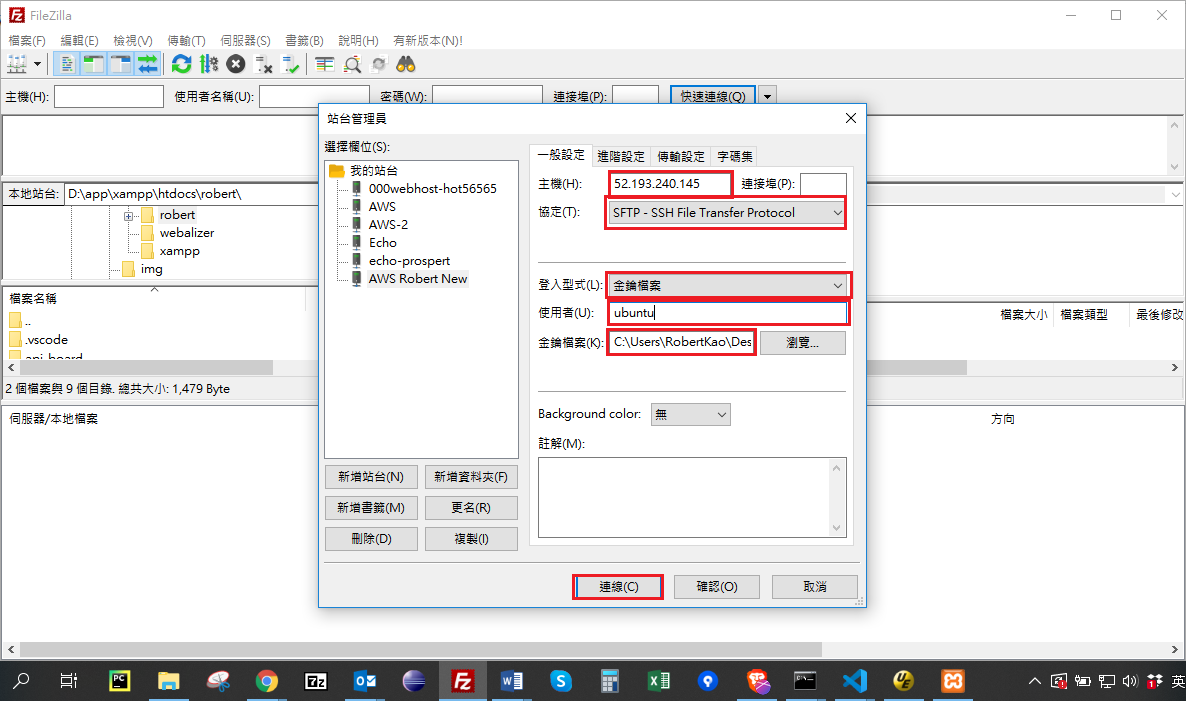 FileZilla
檔案(F) 編輯(E) 檢視(V) 傳輸(T) 伺服器(S) 書籤(B) 說明(H) 有新版本(N)!
主機(H): 使用者名稱(U): 密碼(W): 連接埠(P): 快速連線(Q)
站台管理員
選擇欄位(S):
我的站台
000webhost-hot56565
AWS
AWS-2
Echo
echo-prospert
AWS Robert New
新增站台(N) 新增資料夾(F)
新增書籤(M) 更名(R)
刪除(D) 複製(I)
一般設定 進階設定 傳輸設定 字碼集
主機(H): 52.193.240.145 連接埠(P):
協定(T): SFTP - SSH File Transfer Protocol
登入型式(L): 金鑰檔案
使用者(U): ubuntu
金鑰檔案(K): C:\Users\RobertKao\Des 瀏覽...
Background color: 無
註解(M):
連線(C) 確認(O) 取消
本地站台: D:\app\xampp\htdocs\robert\
robert
webalizer
xampp
img
檔案名稱
..
.vscode
api_board
檔案大小 檔案類型 最後修改
2 個檔案與 9 個目錄. 總共大小: 1,479 Byte
伺服器/本地檔案 方向
PC 7z Fz W S X UE 1 英